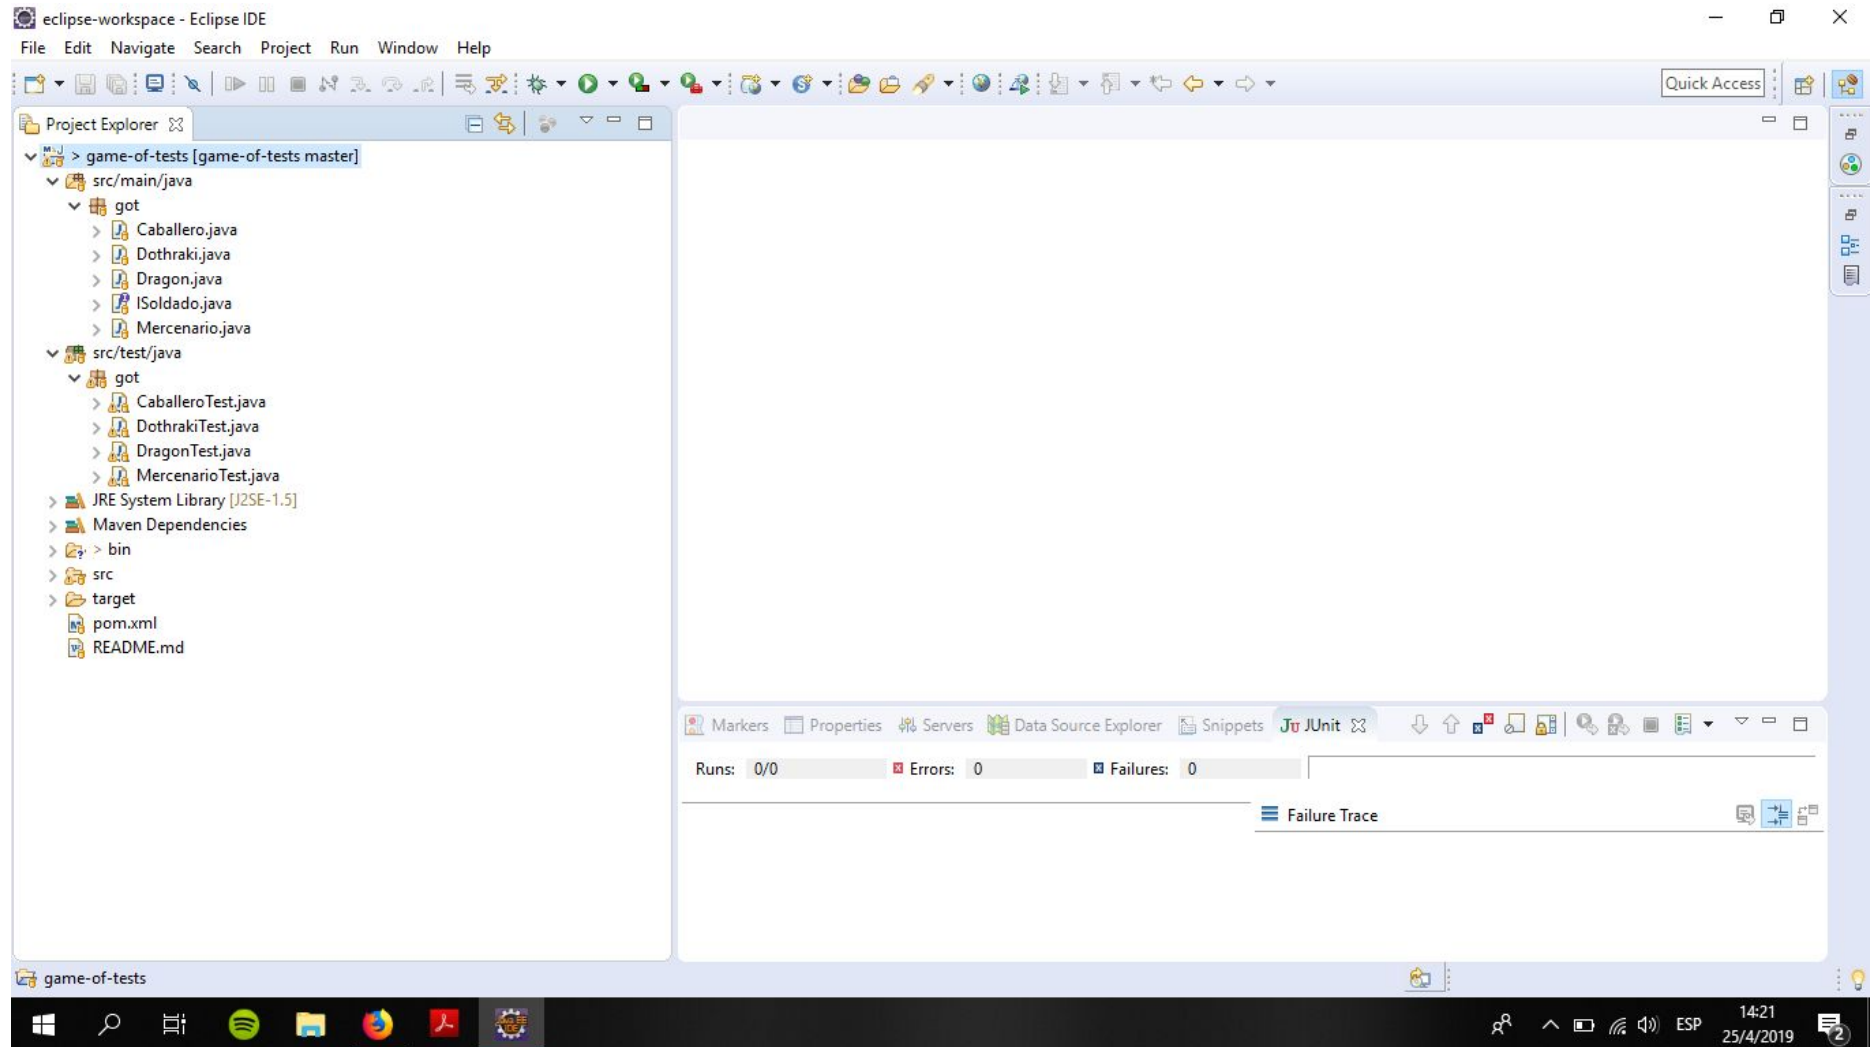 eclipse-workspace - Eclipse IDE
File Edit Navigate Search Project Run Window Help
Quick Access
Project Explorer
> game-of-tests [game-of-tests master]
src/main/java
got
Caballero.java
Dothraki.java
Dragon.java
ISoldado.java
Mercenario.java
src/test/java
got
CaballeroTest.java
DothrakiTest.java
DragonTest.java
MercenarioTest.java
JRE System Library [J2SE-1.5]
Maven Dependencies
> bin
src
target
pom.xml
README.md
Markers Properties Servers Data Source Explorer Snippets Ju JUnit
Runs: 0/0 Errors: 0 Failures: 0
Failure Trace
game-of-tests
ESP
14:21
25/4/2019
2